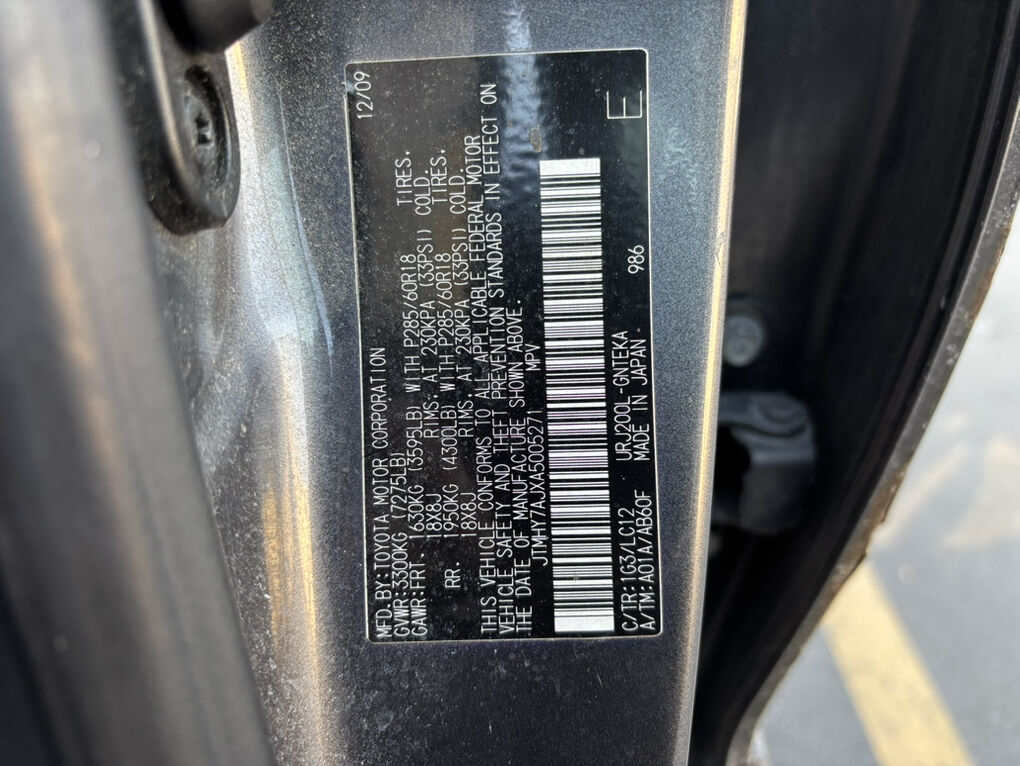 MFD.BY:TOYOTA MOTOR CORPORATION 12/09
GVWR:3300KG (7275LB)
GAWR:FRT. 1630KG (3595LB) WITH P285/60R18 TIRES.
18X8J RIMS. AT 230KPA (33PSI) COLD.
RR. 1950KG (4300LB) WITH P285/60R18 TIRES.
18X8J RIMS. AT 230KPA (33PSI) COLD.
THIS VEHICLE CONFORMS TO ALL APPLICABLE FEDERAL MOTOR
VEHICLE SAFETY AND THEFT PREVENTION STANDARDS IN EFFECT ON
THE DATE OF MANUFACTURE SHOWN ABOVE.
JTMHY7AJXA5005271 MPV
C/TR:1G3/LC12 URJ200L-GNTEKA 986
A/TM:A01A/AB60F MADE IN JAPAN
E